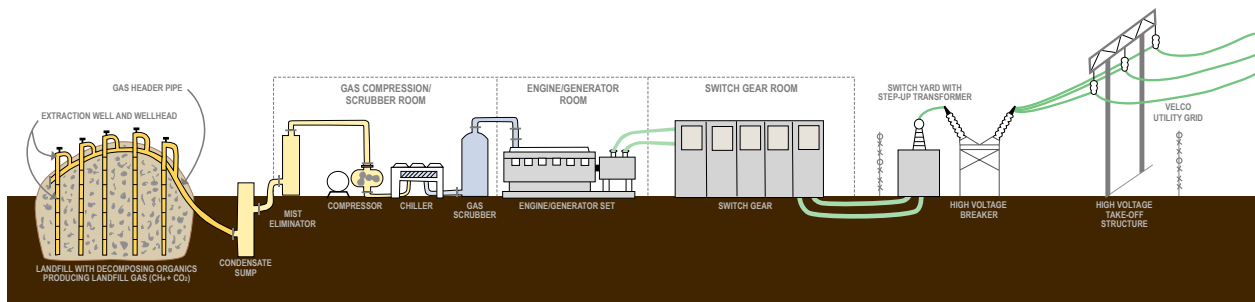 GAS HEADER PIPE
EXTRACTION WELL AND WELLHEAD
GAS COMPRESSION/
SCRUBBER ROOM
ENGINE/GENERATOR
ROOM
SWITCH GEAR ROOM
SWITCH YARD WITH
STEP-UP TRANSFORMER
VELCO
UTILITY GRID
LANDFILL WITH DECOMPOSING ORGANICS
PRODUCING LANDFILL GAS (CH₄ + CO₂)
CONDENSATE
SUMP
MIST
ELIMINATOR
COMPRESSOR
CHILLER
GAS
SCRUBBER
ENGINE/GENERATOR SET
SWITCH GEAR
HIGH VOLTAGE
BREAKER
HIGH VOLTAGE
TAKE-OFF
STRUCTURE